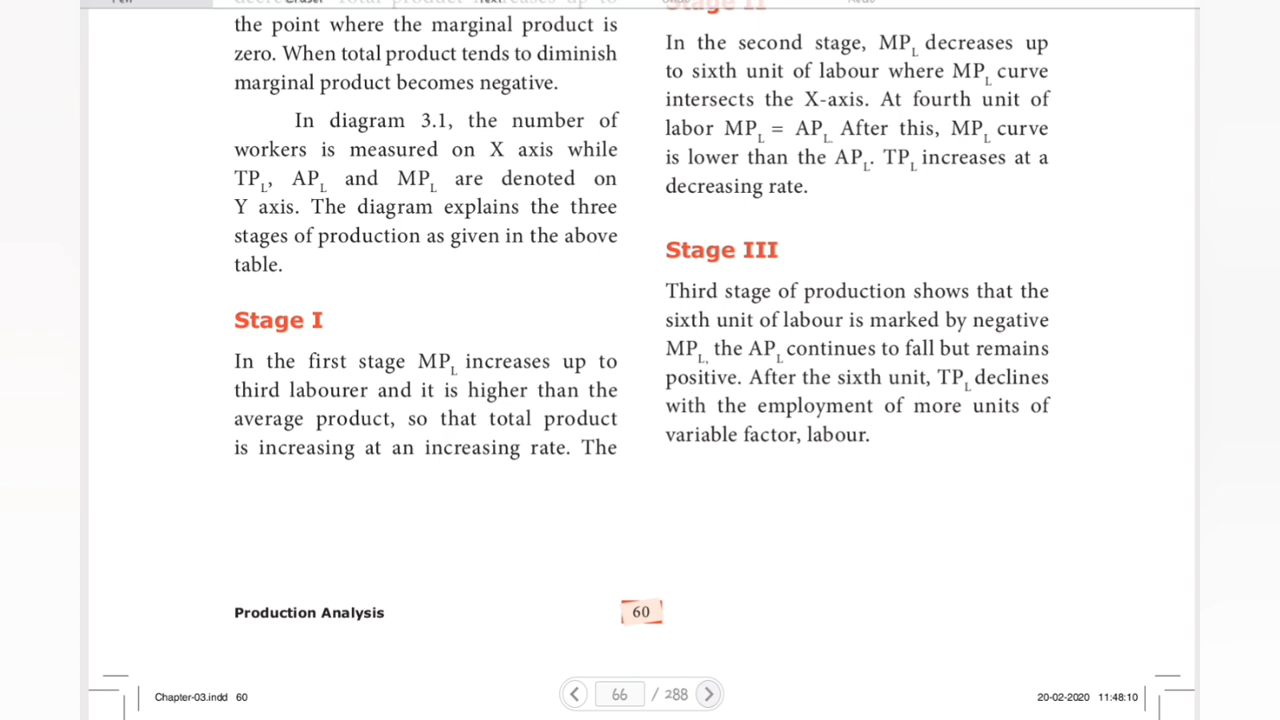 the point where the marginal product is
zero. When total product tends to diminish
marginal product becomes negative.
In diagram 3.1, the number of
workers is measured on X axis while
TPL, APL and MPL are denoted on
Y axis. The diagram explains the three
stages of production as given in the above
table.
Stage I
In the first stage MPL increases up to
third labourer and it is higher than the
average product, so that total product
is increasing at an increasing rate. The
Stage II
In the second stage, MPL decreases up
to sixth unit of labour where MPL curve
intersects the X-axis. At fourth unit of
labor MPL = APL. After this, MPL curve
is lower than the APL. TPL increases at a
decreasing rate.
Stage III
Third stage of production shows that the
sixth unit of labour is marked by negative
MPL, the APL continues to fall but remains
positive. After the sixth unit, TPL declines
with the employment of more units of
variable factor, labour.
Production Analysis
60
Chapter-03.indd 60
66 / 288
20-02-2020 11:48:10